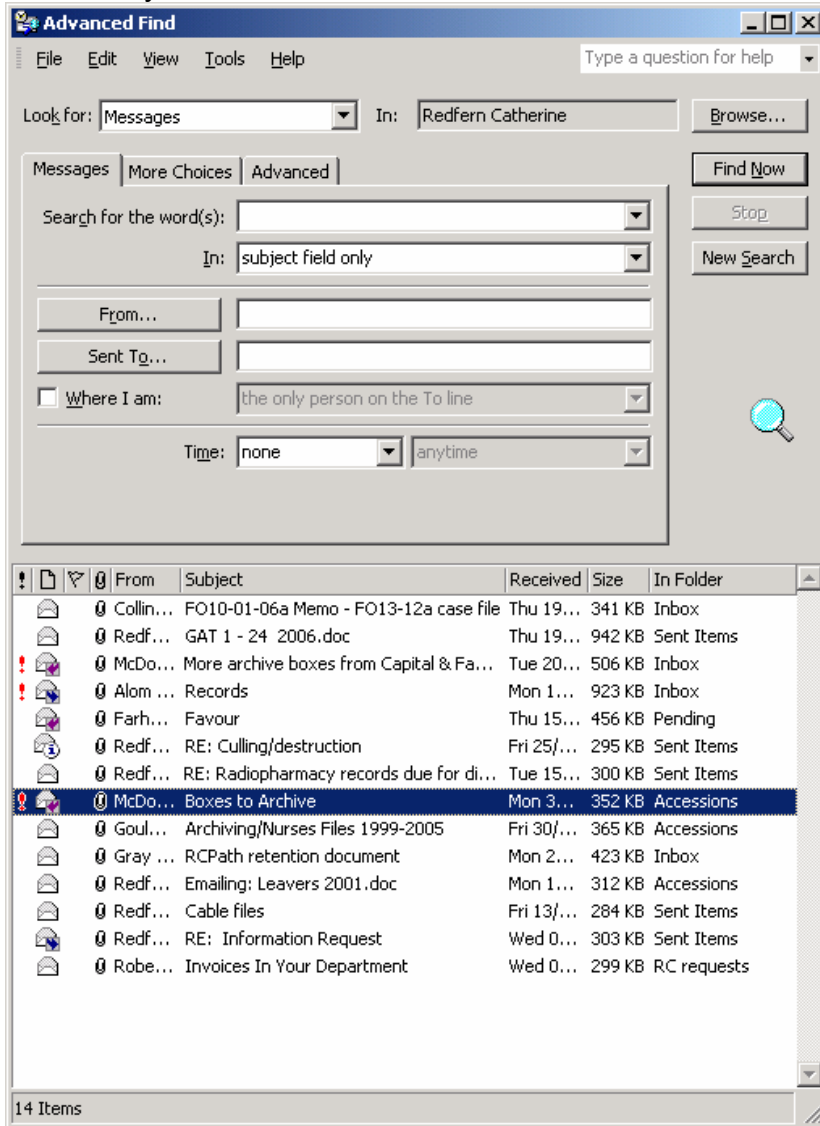 Advanced Find
File Edit View Tools Help Type a question for help
Look for: Messages In: Redfern Catherine Browse...
Messages More Choices Advanced Find Now
Search for the word(s): Stop
In: subject field only New Search
From...
Sent To...
Where I am: the only person on the To line
Time: none anytime
! From Subject Received Size In Folder
Collin... FO10-01-06a Memo - FO13-12a case file Thu 19... 341 KB Inbox
Redf... GAT 1 - 24 2006.doc Thu 19... 942 KB Sent Items
! McDo... More archive boxes from Capital & Fa... Tue 20... 506 KB Inbox
! Alom ... Records Mon 1... 923 KB Inbox
Farh... Favour Thu 15... 456 KB Pending
Redf... RE: Culling/destruction Fri 25/... 295 KB Sent Items
Redf... RE: Radiopharmacy records due for di... Tue 15... 300 KB Sent Items
! McDo... Boxes to Archive Mon 3... 352 KB Accessions
Goul... Archiving/Nurses Files 1999-2005 Fri 30/... 365 KB Accessions
Gray ... RCPath retention document Mon 2... 423 KB Inbox
Redf... Emailing: Leavers 2001.doc Mon 1... 312 KB Accessions
Redf... Cable files Fri 13/... 284 KB Sent Items
Redf... RE: Information Request Wed 0... 303 KB Sent Items
Robe... Invoices In Your Department Wed 0... 299 KB RC requests
14 Items